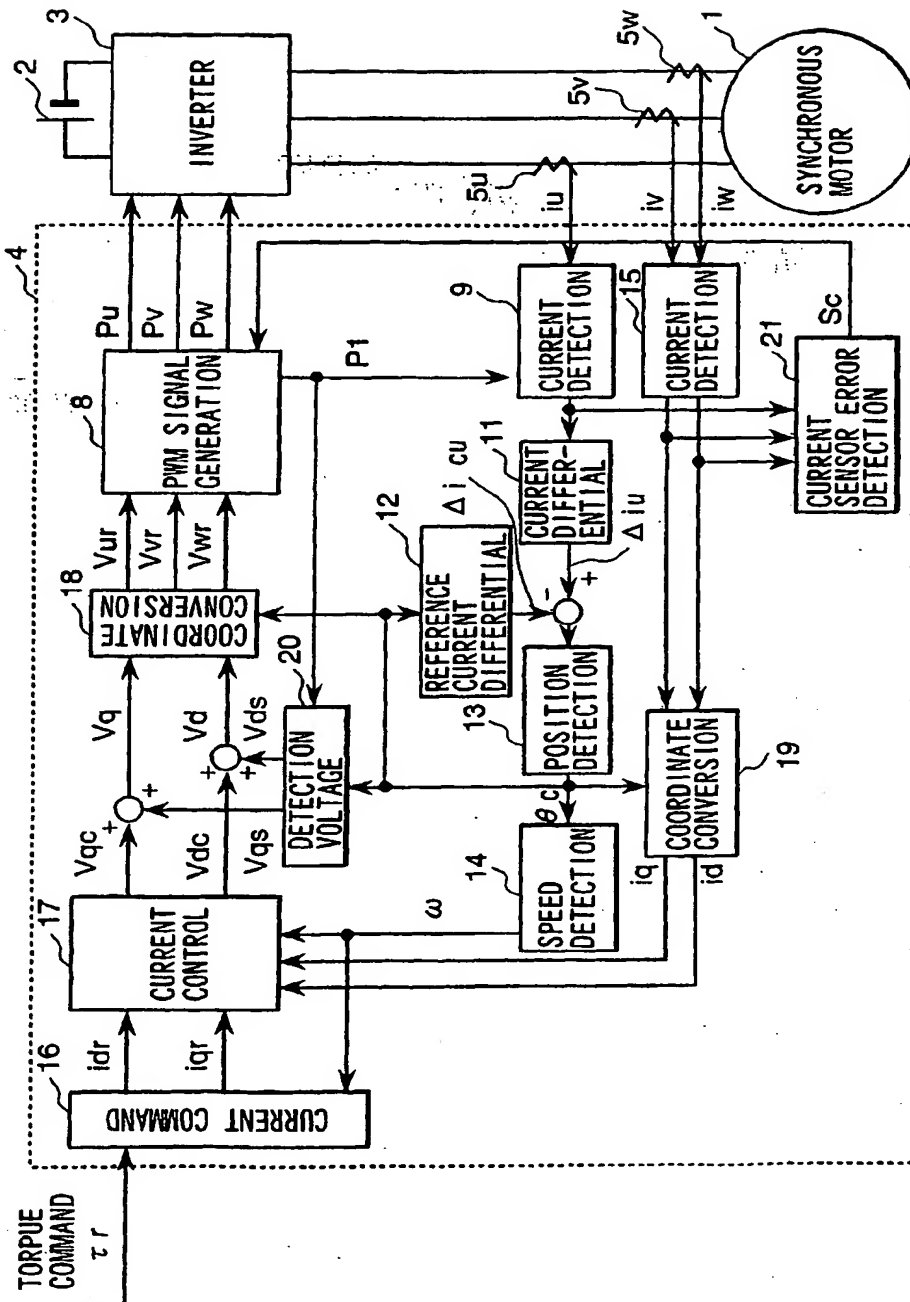 TORPUE
COMMAND
τr
16
CURRENT COMMAND
idr
iqr
17
CURRENT
CONTROL
Vqc
Vdc
Vqs
+
+
Vq
+
+
Vd
Vds
20
DETECTION
VOLTAGE
18
COORDINATE
CONVERSION
Vur
Vvr
Vwr
8
PWM SIGNAL
GENERATION
Pu
Pv
Pw
P1
4
2
3
INVERTER
5u
5v
5w
iu
iv
iw
1
SYNCHRONOUS
MOTOR
9
CURRENT
DETECTION
15
CURRENT
DETECTION
11
CURRENT
DIFFER-
ENTIAL
Δi cu
Δiu
12
REFERENCE
CURRENT
DIFFERENTIAL
-
+
13
POSITION
DETECTION
θc
14
SPEED
DETECTION
ω
19
COORDINATE
CONVERSION
iq
id
21
CURRENT
SENSOR ERROR
DETECTION
Sc